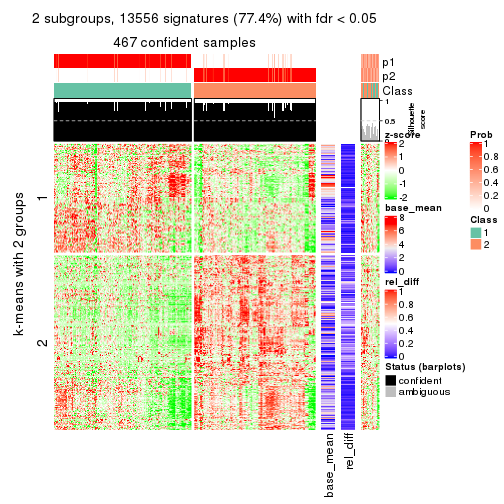 2 subgroups, 13556 signatures (77.4%) with fdr < 0.05
467 confident samples
p1
p2
Class
1
0.5
0
Silhouette
score
k-means with 2 groups
1
2
base_mean
rel_diff
z-score
2
1
0
-1
-2
base_mean
8
6
4
2
0
rel_diff
1
0.8
0.6
0.4
0.2
0
Status (barplots)
confident
ambiguous
Prob
1
0.8
0.6
0.4
0.2
0
Class
1
2